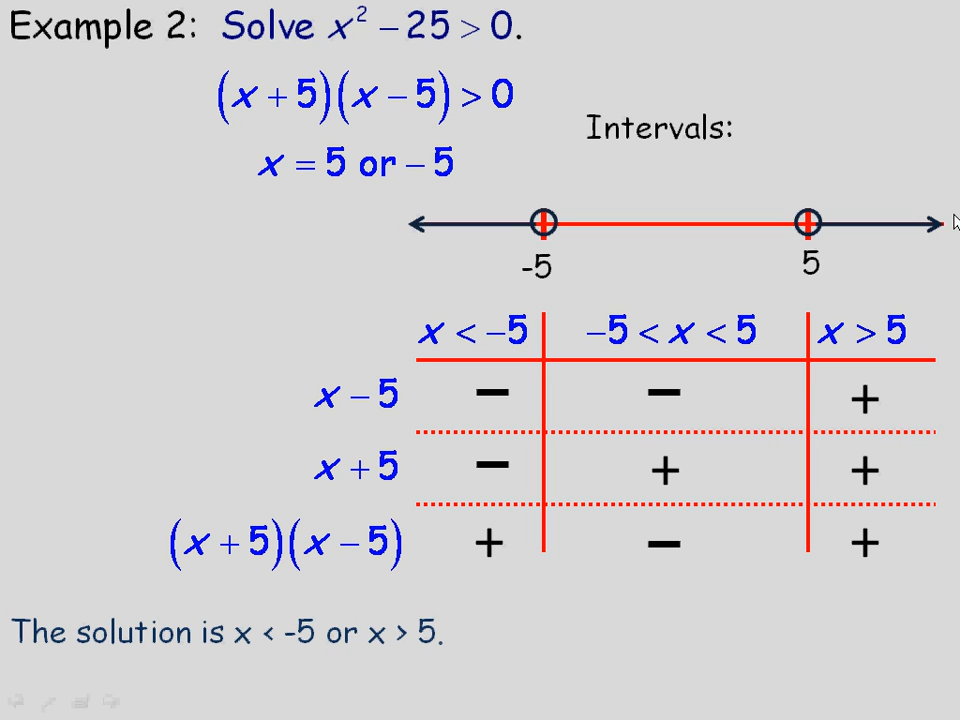 Example 2: Solve x² − 25 > 0.
(x + 5)(x − 5) > 0
Intervals:
x = 5 or − 5
-5 5
x < −5 −5 < x < 5 x > 5
x − 5 − − +
x + 5 − + +
(x + 5)(x − 5) + − +
The solution is x < -5 or x > 5.